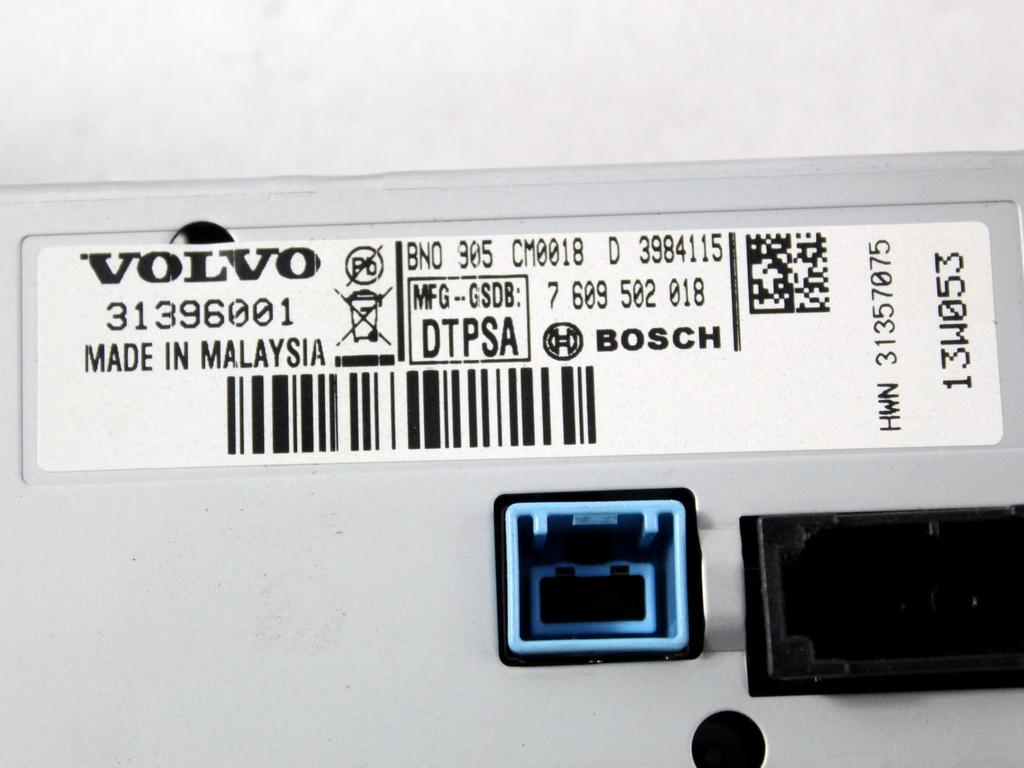 VOLVO
31396001
MADE IN MALAYSIA
Pb
BNO 905 CM0018 D 3984115
MFG-GSDB:
DTPSA
7 609 502 018
BOSCH
HWN 31357075
13W053